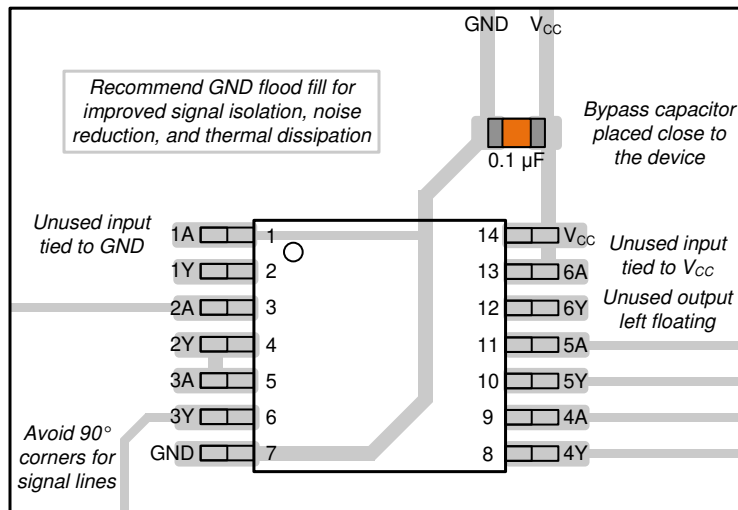 GND V_CC
Recommend GND flood fill for
improved signal isolation, noise
reduction, and thermal dissipation
Bypass capacitor
placed close to
the device
0.1 µF
Unused input
tied to GND
1A 1 14 V_CC
1Y 2 13 6A
2A 3 12 6Y
2Y 4 11 5A
3A 5 10 5Y
3Y 6 9 4A
GND 7 8 4Y
Unused input
tied to V_CC
Unused output
left floating
Avoid 90°
corners for
signal lines